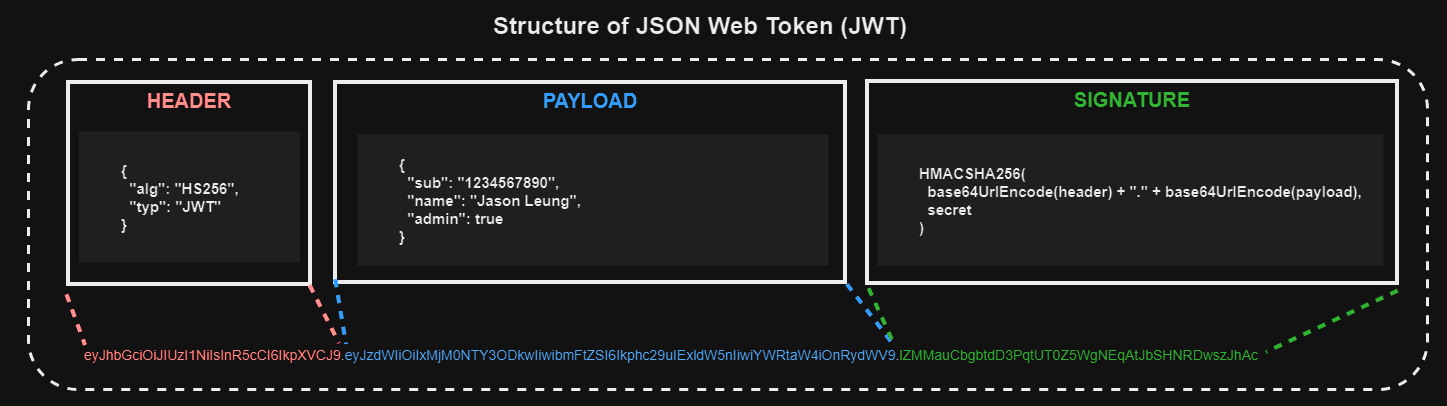 Structure of JSON Web Token (JWT)
HEADER
{
"alg": "HS256",
"typ": "JWT"
}
PAYLOAD
{
"sub": "1234567890",
"name": "Jason Leung",
"admin": true
}
SIGNATURE
HMACSHA256(
base64UrlEncode(header) + "." + base64UrlEncode(payload),
secret
)
eyJhbGciOiJIUzI1NiIsInR5cCI6IkpXVCJ9.eyJzdWIiOiIxMjM0NTY3ODkwIiwibmFtZSI6Ikphc29uIExldW5nIiwiYWRtaW4iOnRydWV9.IZMMauCbgbtdD3PqtUT0Z5WgNEqAtJbSHNRDwszJhAc